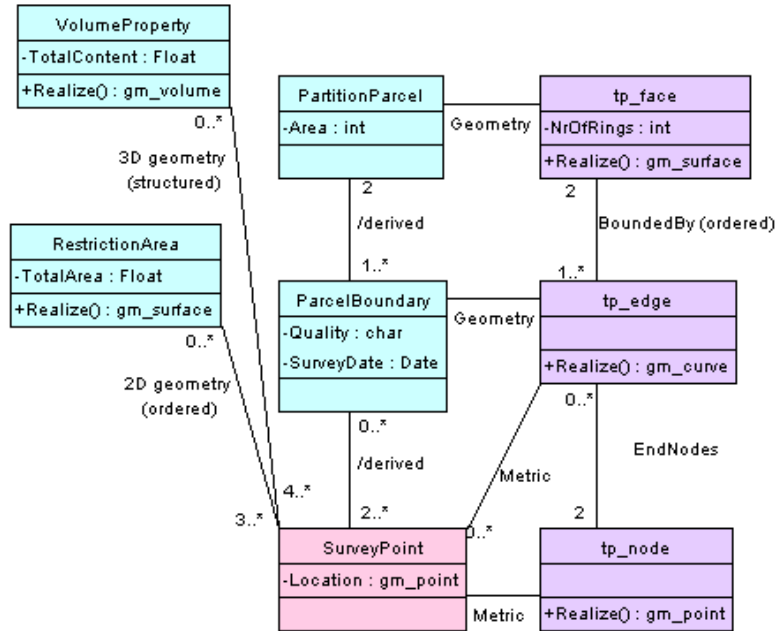 VolumeProperty
-TotalContent : Float
+Realize() : gm_volume
0..*
3D geometry
(structured)
PartitionParcel
-Area : int
Geometry
tp_face
-NrOfRings : int
+Realize() : gm_surface
2
/derived
1..*
2
BoundedBy (ordered)
1..*
RestrictionArea
-TotalArea : Float
+Realize() : gm_surface
0..*
2D geometry
(ordered)
ParcelBoundary
-Quality : char
-SurveyDate : Date
Geometry
tp_edge
+Realize() : gm_curve
0..*
/derived
0..*
EndNodes
Metric
4..*
3..*
2..*
0..*
2
SurveyPoint
-Location : gm_point
Metric
tp_node
+Realize() : gm_point